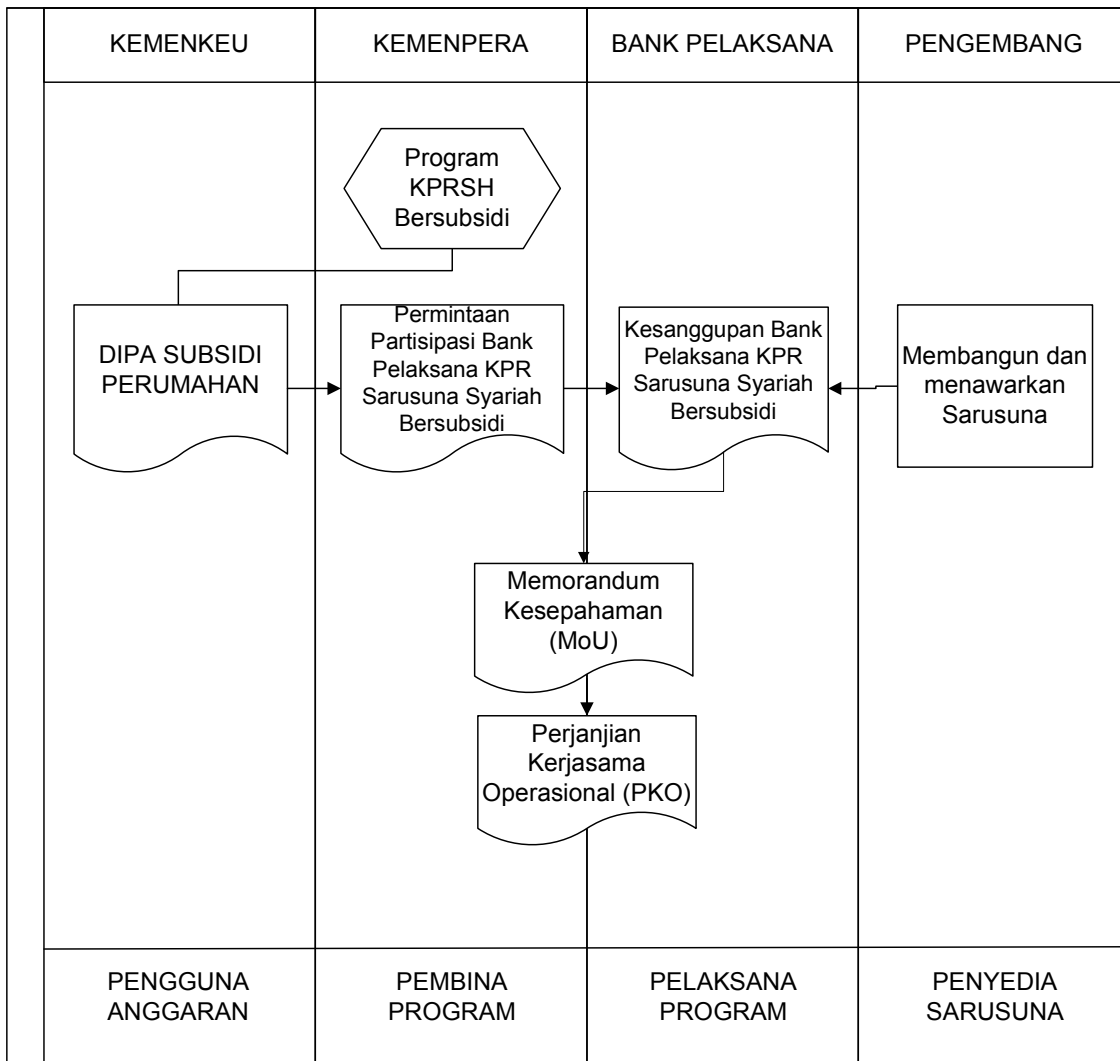 KEMENKEU
KEMENPERA
BANK PELAKSANA
PENGEMBANG
Program
KPRSH
Bersubsidi
DIPA SUBSIDI
PERUMAHAN
Permintaan
Partisipasi Bank
Pelaksana KPR
Sarusuna Syariah
Bersubsidi
Kesanggupan Bank
Pelaksana KPR
Sarusuna Syariah
Bersubsidi
Membangun dan
menawarkan
Sarusuna
Memorandum
Kesepahaman
(MoU)
Perjanjian
Kerjasama
Operasional (PKO)
PENGGUNA
ANGGARAN
PEMBINA
PROGRAM
PELAKSANA
PROGRAM
PENYEDIA
SARUSUNA